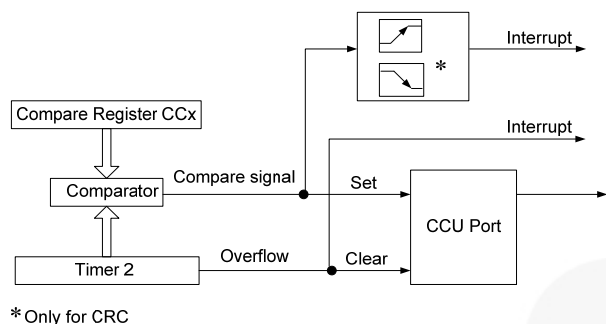 Interrupt
*
Compare Register CCx
Interrupt
Comparator
Compare signal
Set
CCU Port
Timer 2
Overflow
Clear
*Only for CRC